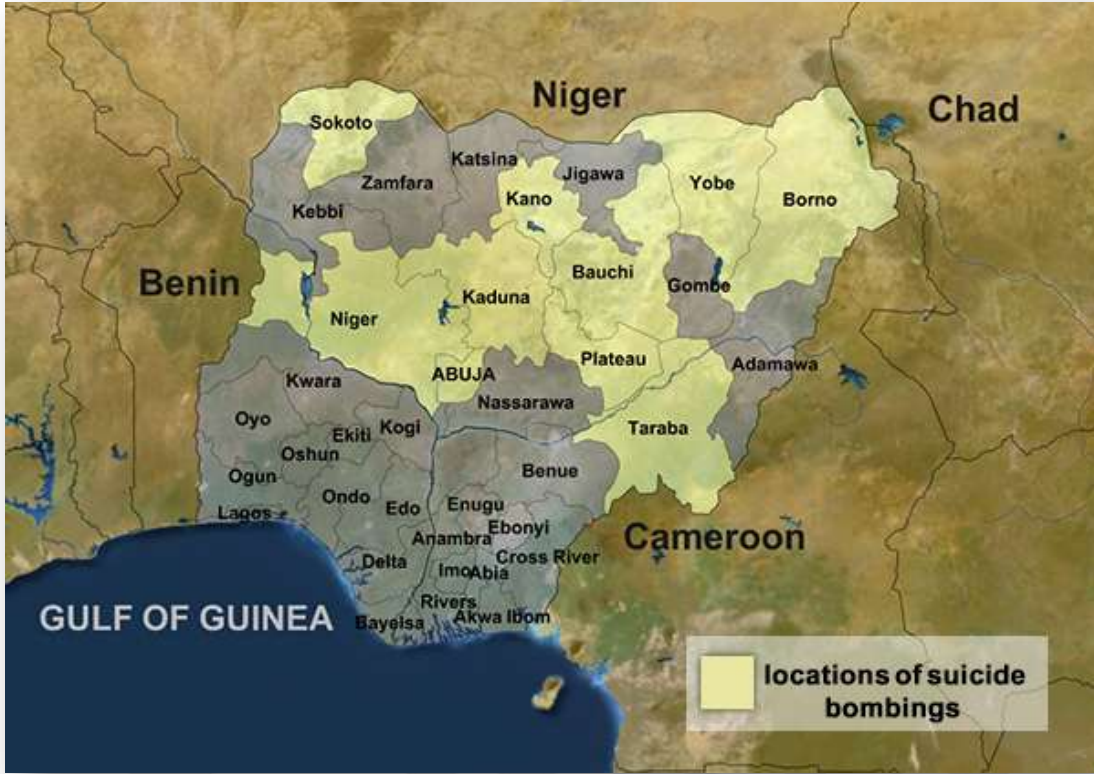 Niger
Chad
Sokoto
Katsina
Jigawa
Zamfara
Yobe
Kano
Borno
Kebbi
Benin
Bauchi
Gombe
Kaduna
Niger
Plateau
Adamawa
ABUJA
Kwara
Nassarawa
Oyo
Kogi
Taraba
Ekiti
Oshun
Benue
Ogun
Ondo
Enugu
Edo
Lagos
Ebonyi
Anambra
Cameroon
Cross River
Delta
Imo
Abia
Rivers
GULF OF GUINEA
Akwa Ibom
Bayelsa
locations of suicide
bombings